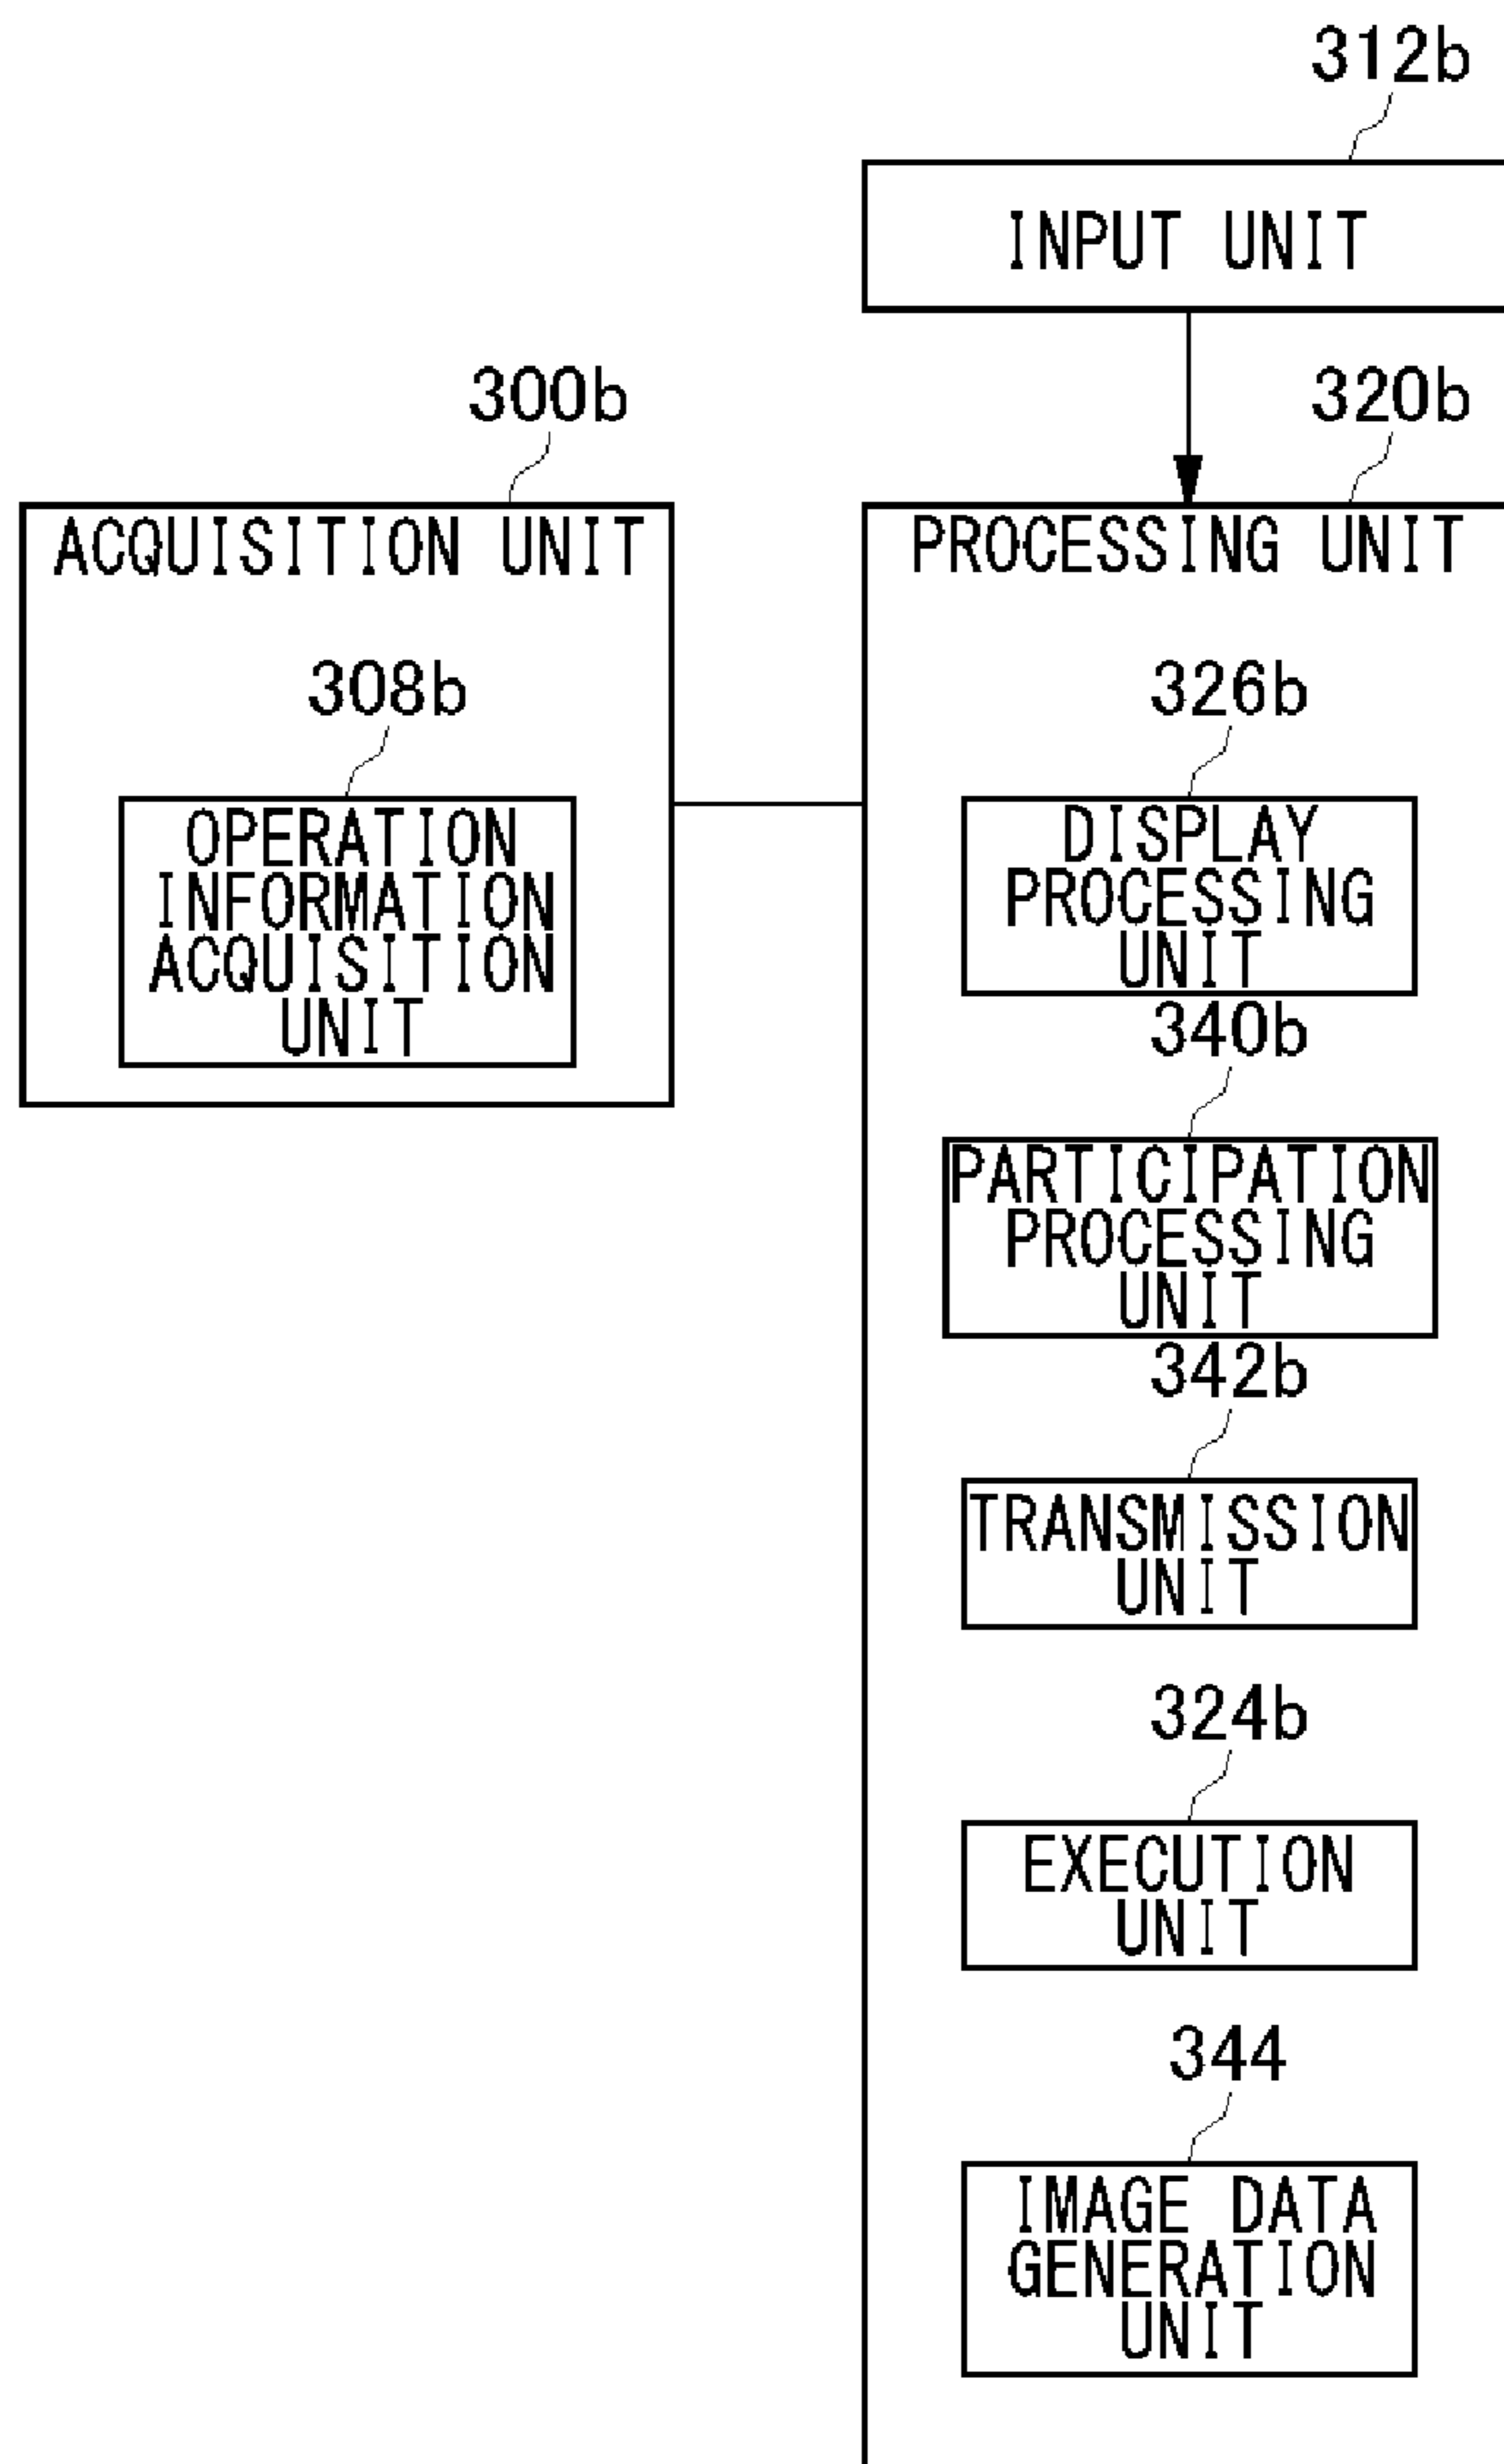 312b
INPUT UNIT
300b
320b
ACQUISITION UNIT
PROCESSING UNIT
308b
326b
OPERATION
INFORMATION
ACQUISITION
UNIT
DISPLAY
PROCESSING
UNIT
340b
PARTICIPATION
PROCESSING
UNIT
342b
TRANSMISSION
UNIT
324b
EXECUTION
UNIT
344
IMAGE DATA
GENERATION
UNIT